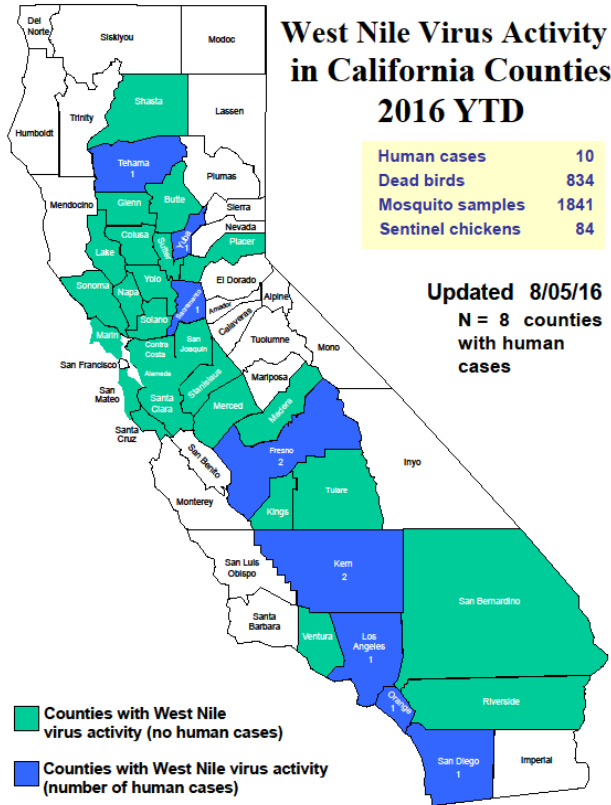 West Nile Virus Activity
in California Counties
2016 YTD
Human cases 10
Dead birds 834
Mosquito samples 1841
Sentinel chickens 84
Updated 8/05/16
N = 8 counties
with human
cases
Del
Norte
Siskiyou
Modoc
Shasta
Lassen
Trinity
Humboldt
Tehama
1
Plumas
Mendocino
Glenn
Butte
Sierra
Nevada
Colusa
Sutter
Yuba
Placer
Lake
El Dorado
Sonoma
Napa
Yolo
Sacramento
1
Alpine
Amador
Solano
Calaveras
Marin
Contra
Costa
San
Joaquin
Tuolumne
Mono
San Francisco
Alameda
Stanislaus
Mariposa
San
Mateo
Santa
Clara
Merced
Madera
Santa
Cruz
San Benito
Fresno
2
Inyo
Monterey
Kings
Tulare
San Luis
Obispo
Kern
2
San Bernardino
Santa
Barbara
Ventura
Los
Angeles
1
Orange
1
Riverside
San Diego
1
Imperial
Counties with West Nile
virus activity (no human cases)
Counties with West Nile virus activity
(number of human cases)